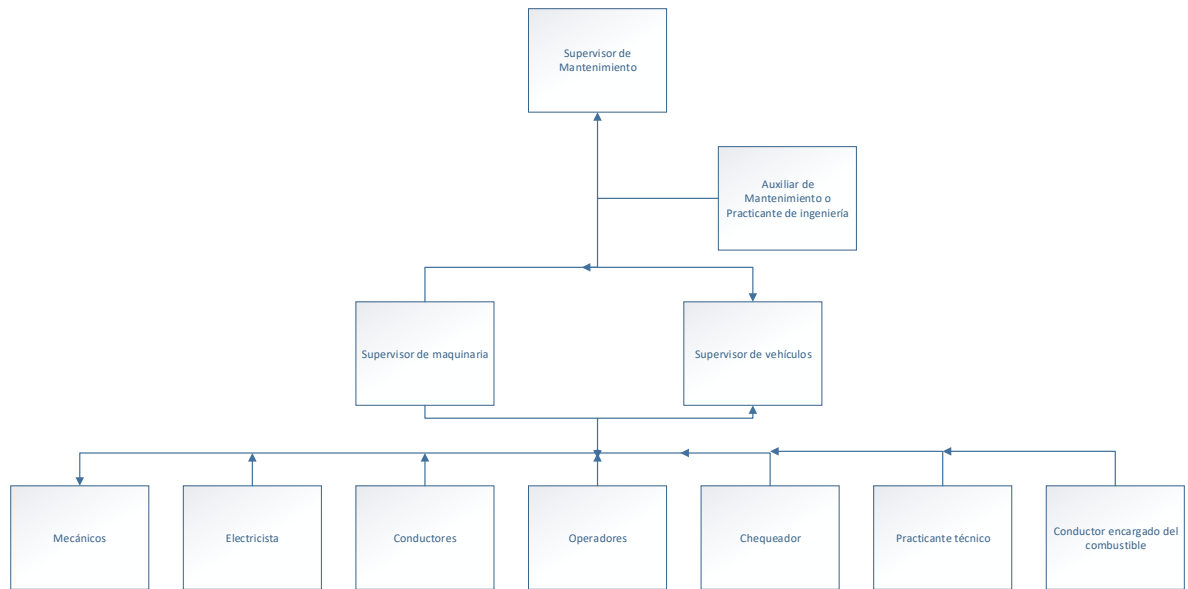 Supervisor de
Mantenimiento
Auxiliar de
Mantenimiento o
Practicante de ingeniería
Supervisor de maquinaria
Supervisor de vehículos
Mecánicos
Electricista
Conductores
Operadores
Chequeador
Practicante técnico
Conductor encargado del
combustible